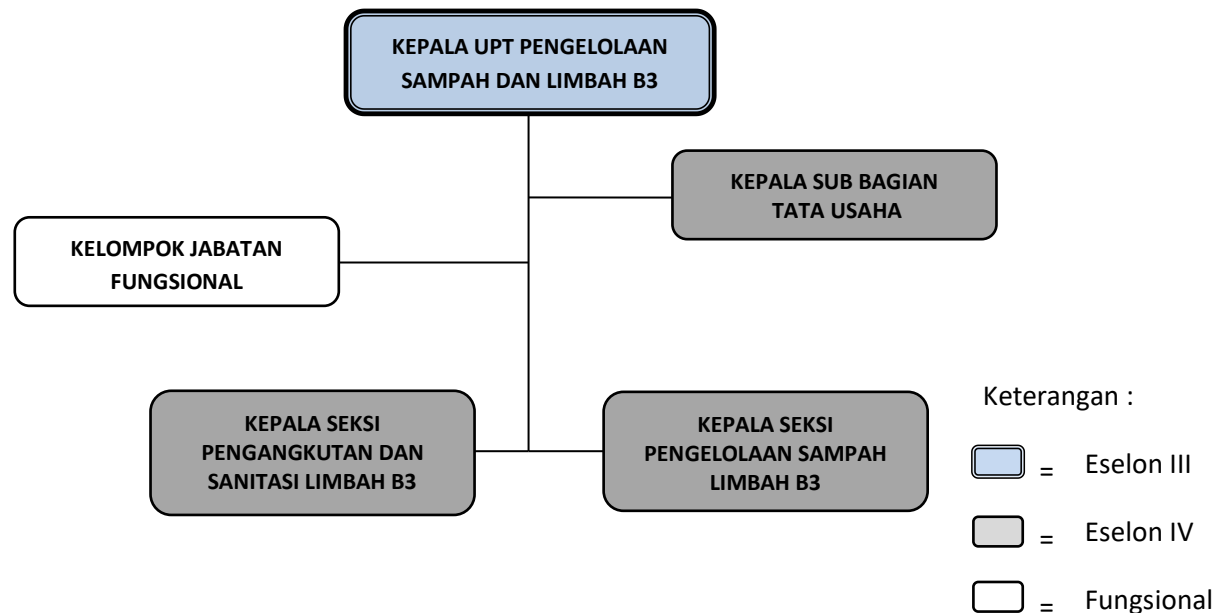 KEPALA UPT PENGELOLAAN
SAMPAH DAN LIMBAH B3
KEPALA SUB BAGIAN
TATA USAHA
KELOMPOK JABATAN
FUNGSIONAL
KEPALA SEKSI
PENGANGKUTAN DAN
SANITASI LIMBAH B3
KEPALA SEKSI
PENGELOLAAN SAMPAH
LIMBAH B3
Keterangan :
= Eselon III
= Eselon IV
= Fungsional